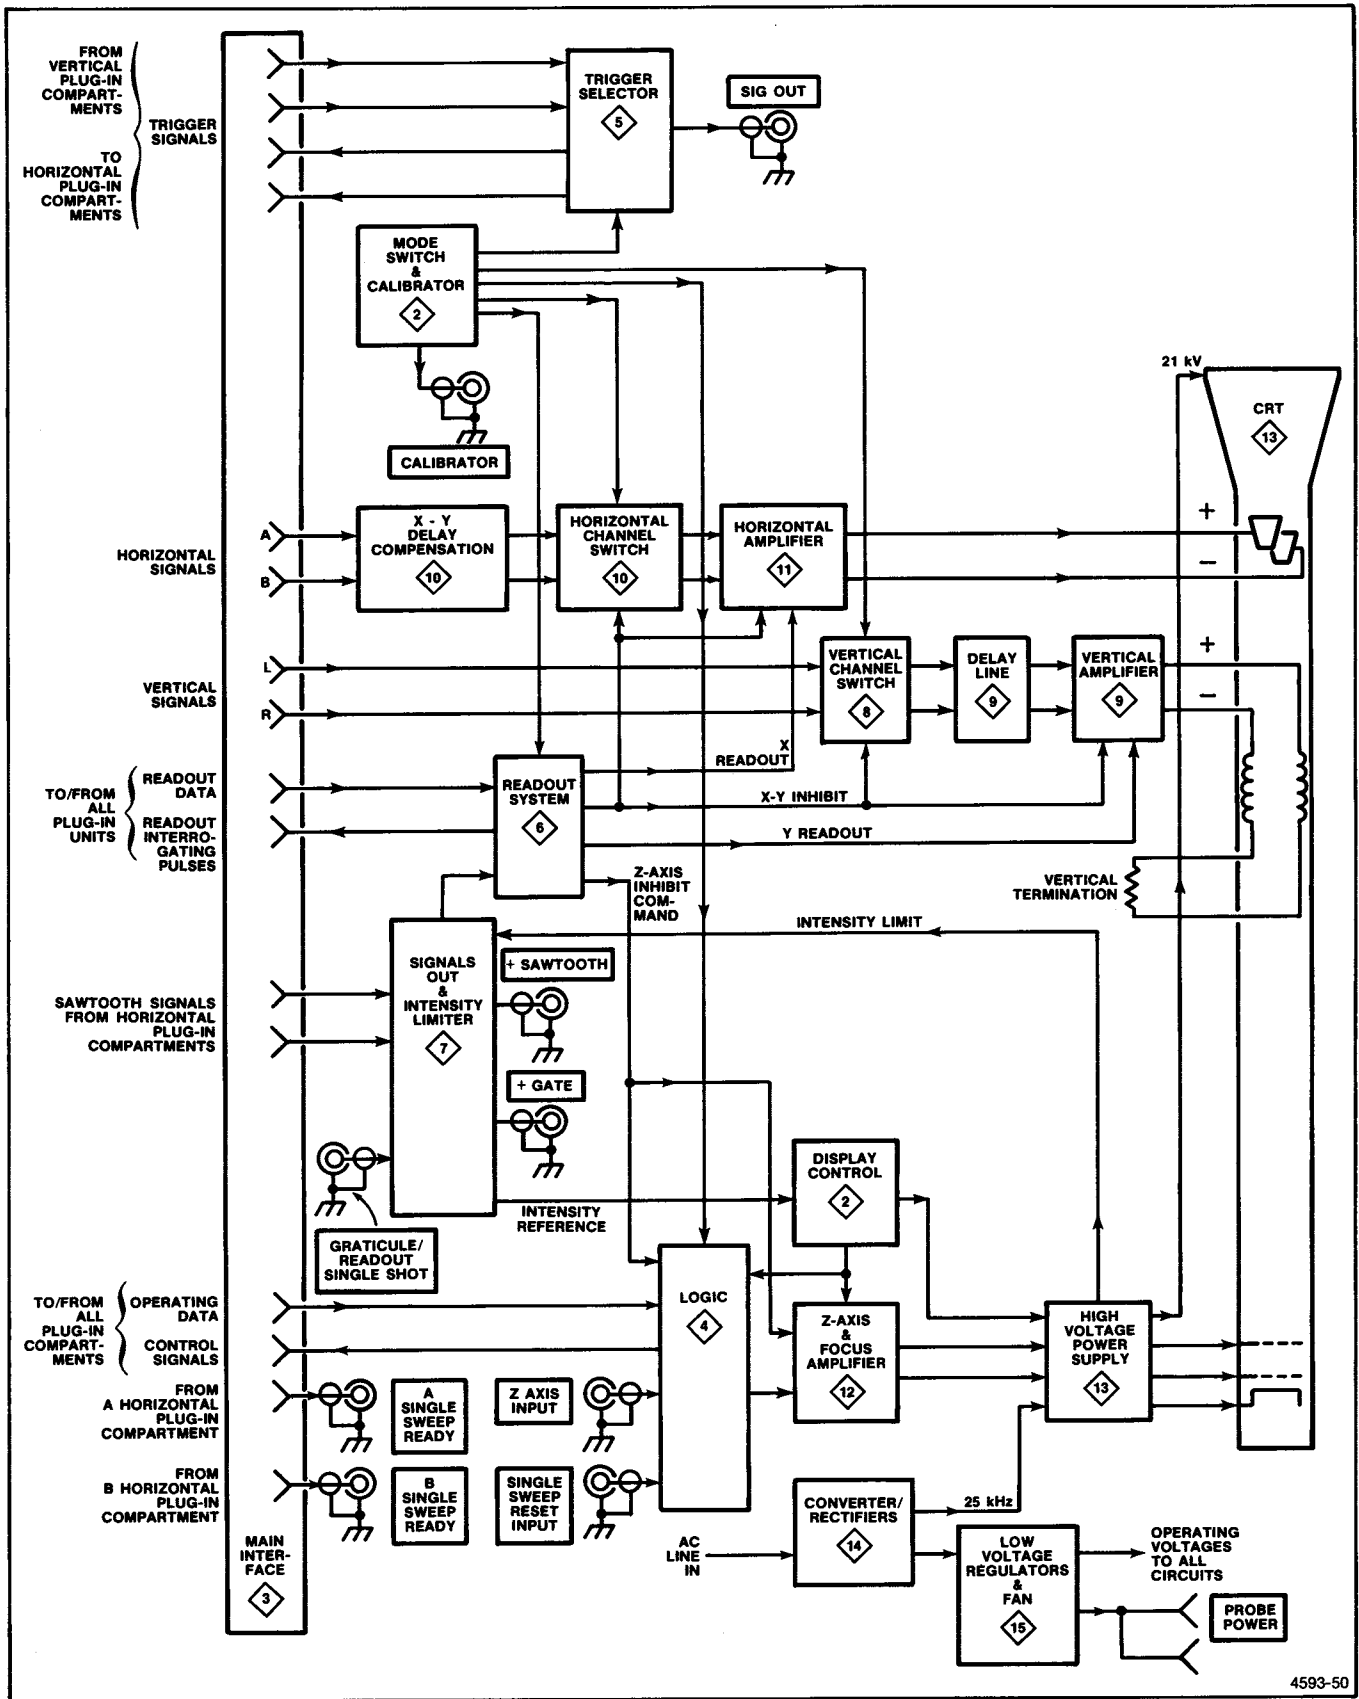 FROM
VERTICAL
PLUG-IN
COMPART-
MENTS
TRIGGER
SIGNALS
TO
HORIZONTAL
PLUG-IN
COMPART-
MENTS
TRIGGER
SELECTOR
5
SIG OUT
MODE
SWITCH
&
CALIBRATOR
2
CALIBRATOR
21 kV
CRT
13
HORIZONTAL
SIGNALS
A
B
X - Y
DELAY
COMPENSATION
10
HORIZONTAL
CHANNEL
SWITCH
10
HORIZONTAL
AMPLIFIER
11
+
−
VERTICAL
SIGNALS
L
R
VERTICAL
CHANNEL
SWITCH
8
DELAY
LINE
9
VERTICAL
AMPLIFIER
9
+
−
TO/FROM
ALL
PLUG-IN
UNITS
READOUT
DATA
READOUT
INTERRO-
GATING
PULSES
READOUT
SYSTEM
6
X
READOUT
X-Y INHIBIT
Y READOUT
Z-AXIS
INHIBIT
COM-
MAND
VERTICAL
TERMINATION
INTENSITY LIMIT
SAWTOOTH SIGNALS
FROM HORIZONTAL
PLUG-IN
COMPARTMENTS
SIGNALS
OUT
&
INTENSITY
LIMITER
7
+ SAWTOOTH
+ GATE
GRATICULE/
READOUT
SINGLE SHOT
INTENSITY
REFERENCE
DISPLAY
CONTROL
2
TO/FROM
ALL
PLUG-IN
COMPART-
MENTS
OPERATING
DATA
CONTROL
SIGNALS
LOGIC
4
Z-AXIS
&
FOCUS
AMPLIFIER
12
HIGH
VOLTAGE
POWER
SUPPLY
13
FROM
A HORIZONTAL
PLUG-IN
COMPARTMENT
A
SINGLE
SWEEP
READY
Z AXIS
INPUT
FROM
B HORIZONTAL
PLUG-IN
COMPARTMENT
B
SINGLE
SWEEP
READY
SINGLE
SWEEP
RESET
INPUT
MAIN
INTER-
FACE
3
AC
LINE
IN
CONVERTER/
RECTIFIERS
14
25 kHz
LOW
VOLTAGE
REGULATORS
&
FAN
15
OPERATING
VOLTAGES
TO ALL
CIRCUITS
PROBE
POWER
4593-50